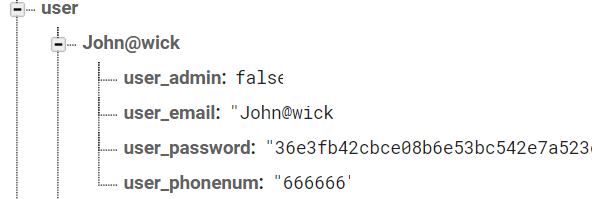 user
John@wick
user_admin: false
user_email: "John@wick
user_password: "36e3fb42cbce08b6e53bc542e7a523
user_phonenum: "666666"